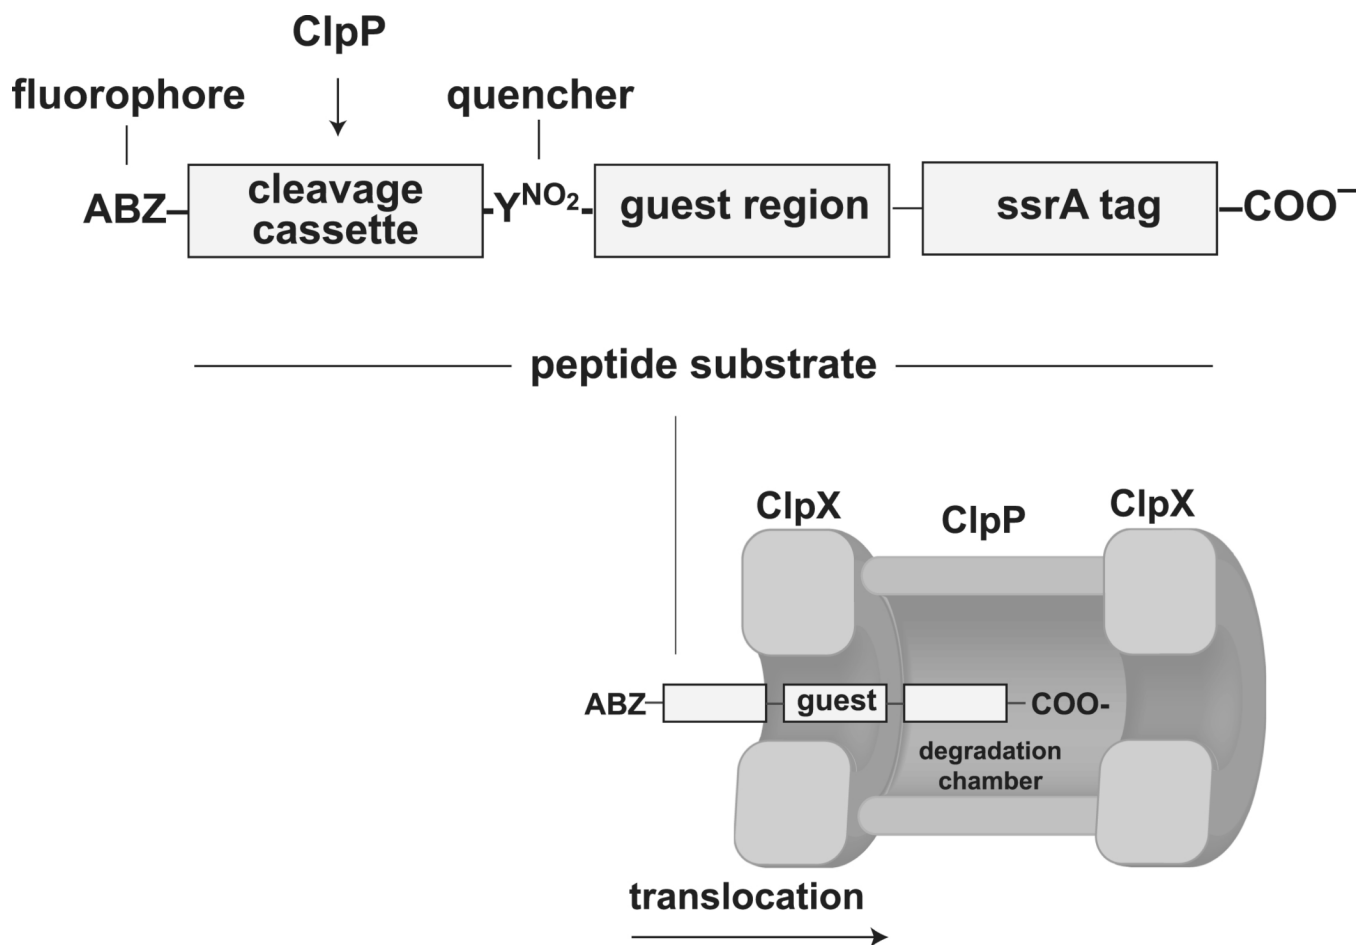 ClpP
fluorophore
quencher
ABZ–
cleavage
cassette
-Y^NO2-
guest region
ssrA tag
–COO⁻
peptide substrate
ClpX
ClpP
ClpX
ABZ
guest
COO-
degradation
chamber
translocation